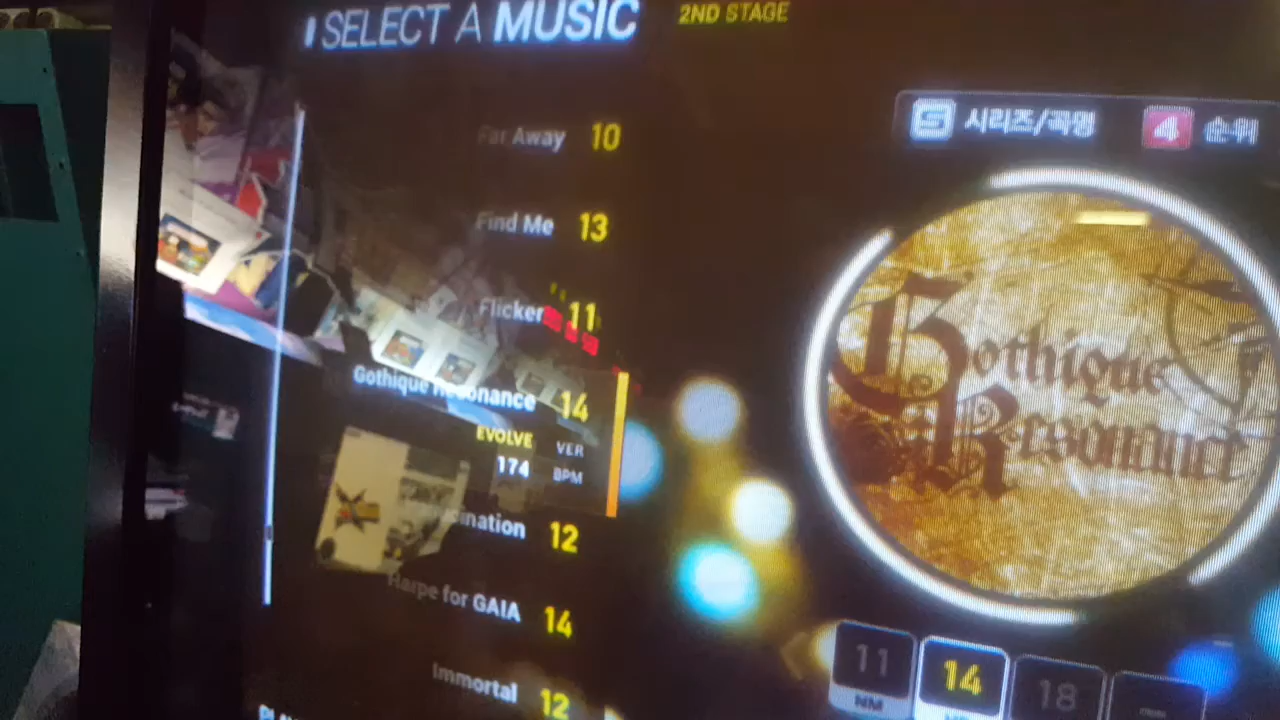 SELECT A MUSIC
2ND STAGE
시리즈/곡명
4 순위
Far Away 10
Find Me 13
Flicker 11
Gothique Resonance 14
EVOLVE VER
174 BPM
12
Harpe for GAIA 14
Immortal 12
Gothique
Resonance
11
14
18
NM